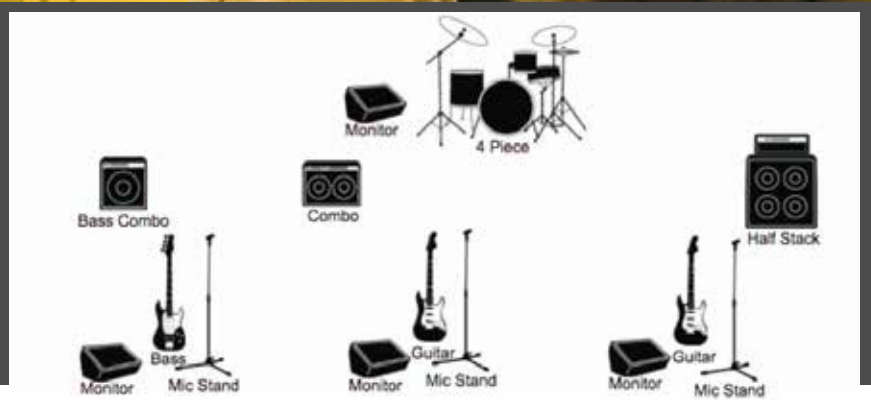 Monitor
4 Piece
Bass Combo
Combo
Half Stack
Bass
Guitar
Guitar
Monitor
Mic Stand
Monitor
Mic Stand
Monitor
Mic Stand